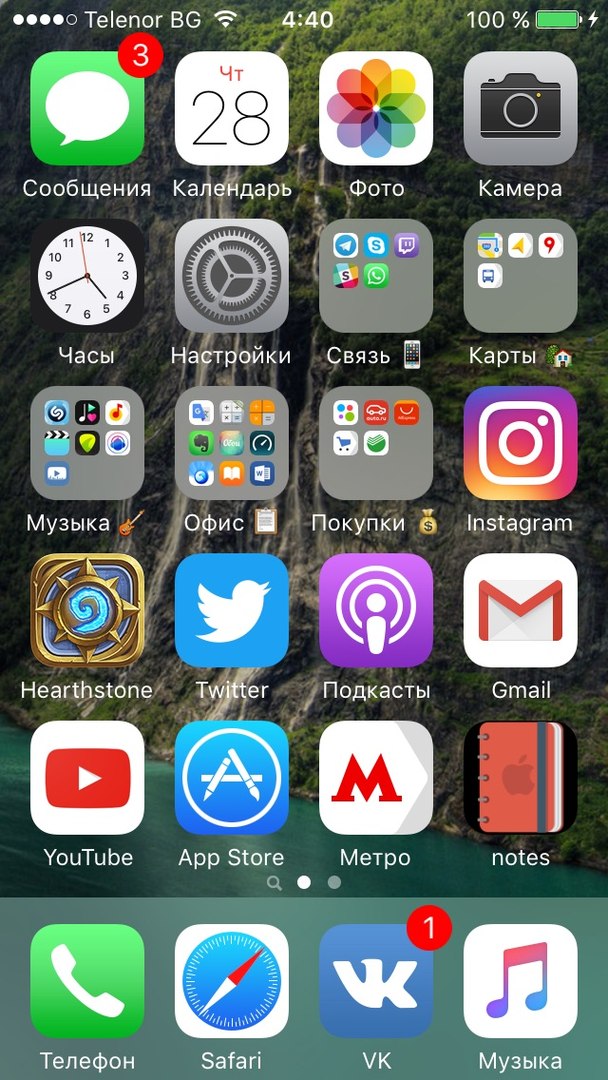 Telenor BG 4:40 100 %
3
Чт
28
Сообщения Календарь Фото Камера
12 1 2 3 4 5 6 7 8 9 10 11
Часы Настройки Связь 📱 Карты 🏡
auto.ru
Музыка 🎸 Офис 📋 Покупки 💰 Instagram
Hearthstone Twitter Подкасты Gmail
М
YouTube App Store Метро notes
1
Телефон Safari VK Музыка